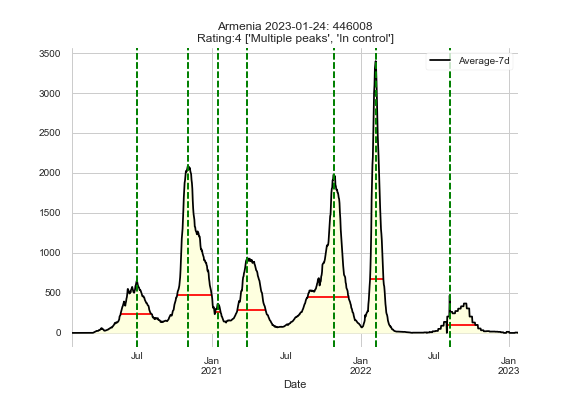 Armenia 2023-01-24: 446008
Rating:4 ['Multiple peaks', 'In control']
Average-7d
3500
3000
2500
2000
1500
1000
500
0
Jul
Jan
2021
Jul
Jan
2022
Jul
Jan
2023
Date